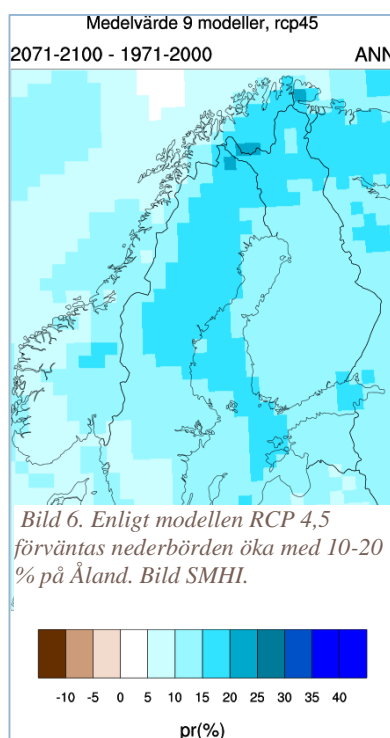 Medelvärde 9 modeller, rcp45
2071-2100 - 1971-2000 ANN
Bild 6. Enligt modellen RCP 4,5
förväntas nederbörden öka med 10-20
% på Åland. Bild SMHI.
-10 -5 0 5 10 15 20 25 35 40
pr(%)